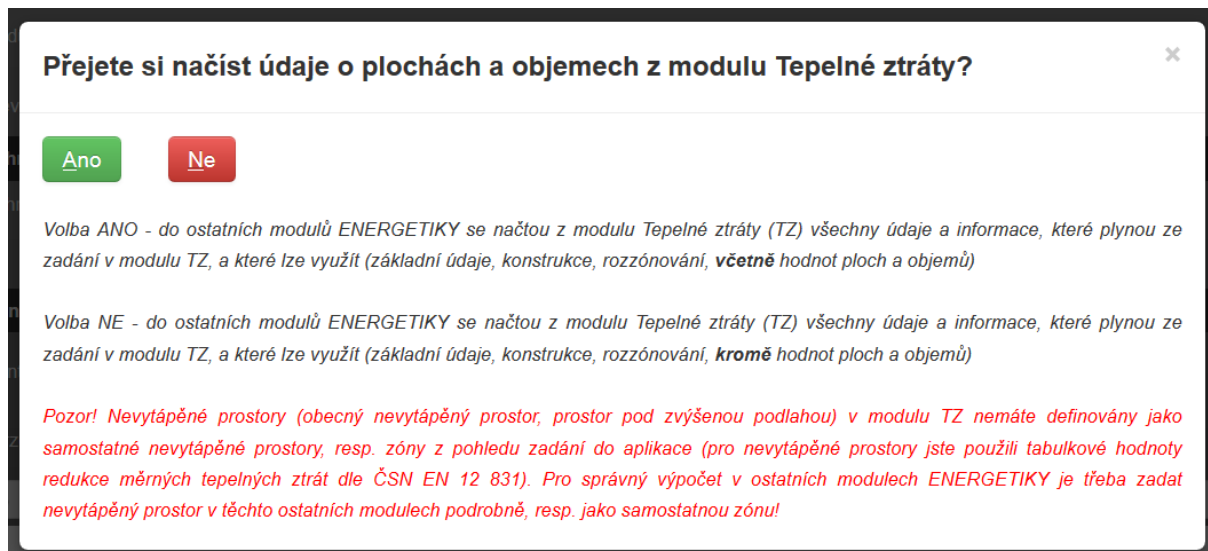 Přejete si načíst údaje o plochách a objemech z modulu Tepelné ztráty?
×
Ano Ne
Volba ANO - do ostatních modulů ENERGETIKY se načtou z modulu Tepelné ztráty (TZ) všechny údaje a informace, které plynou ze
zadání v modulu TZ, a které lze využít (základní údaje, konstrukce, rozzónování, včetně hodnot ploch a objemů)
Volba NE - do ostatních modulů ENERGETIKY se načtou z modulu Tepelné ztráty (TZ) všechny údaje a informace, které plynou ze
zadání v modulu TZ, a které lze využít (základní údaje, konstrukce, rozzónování, kromě hodnot ploch a objemů)
Pozor! Nevytápěné prostory (obecný nevytápěný prostor, prostor pod zvýšenou podlahou) v modulu TZ nemáte definovány jako
samostatné nevytápěné prostory, resp. zóny z pohledu zadání do aplikace (pro nevytápěné prostory jste použili tabulkové hodnoty
redukce měrných tepelných ztrát dle ČSN EN 12 831). Pro správný výpočet v ostatních modulech ENERGETIKY je třeba zadat
nevytápěný prostor v těchto ostatních modulech podrobně, resp. jako samostatnou zónu!